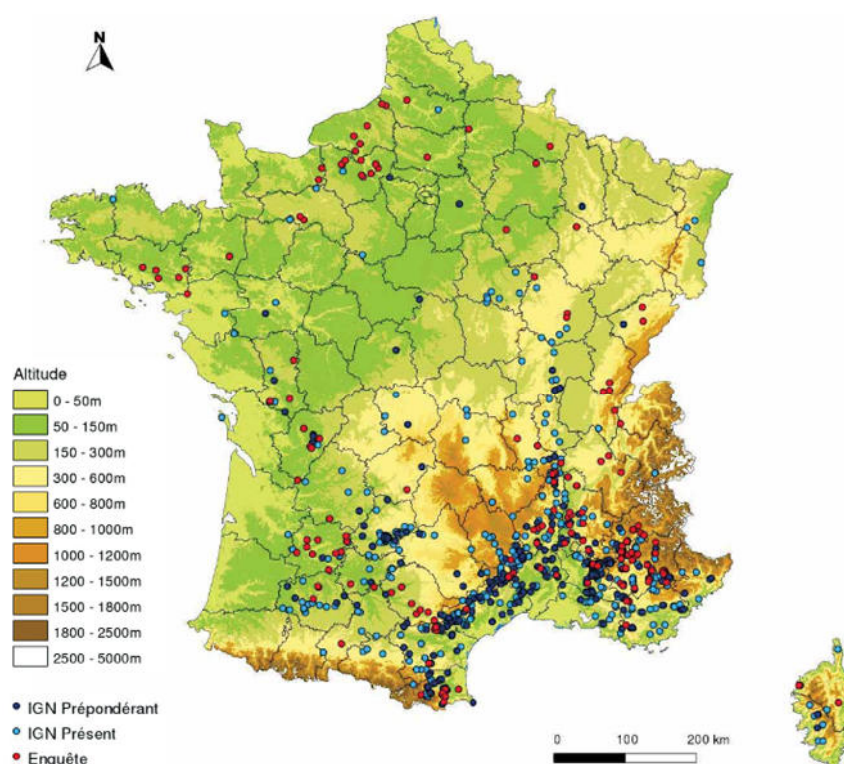 N
Altitude
0 - 50m
50 - 150m
150 - 300m
300 - 600m
600 - 800m
800 - 1000m
1000 - 1200m
1200 - 1500m
1500 - 1800m
1800 - 2500m
2500 - 5000m
IGN Prépondérant
IGN Présent
Enquête
0 100 200 km